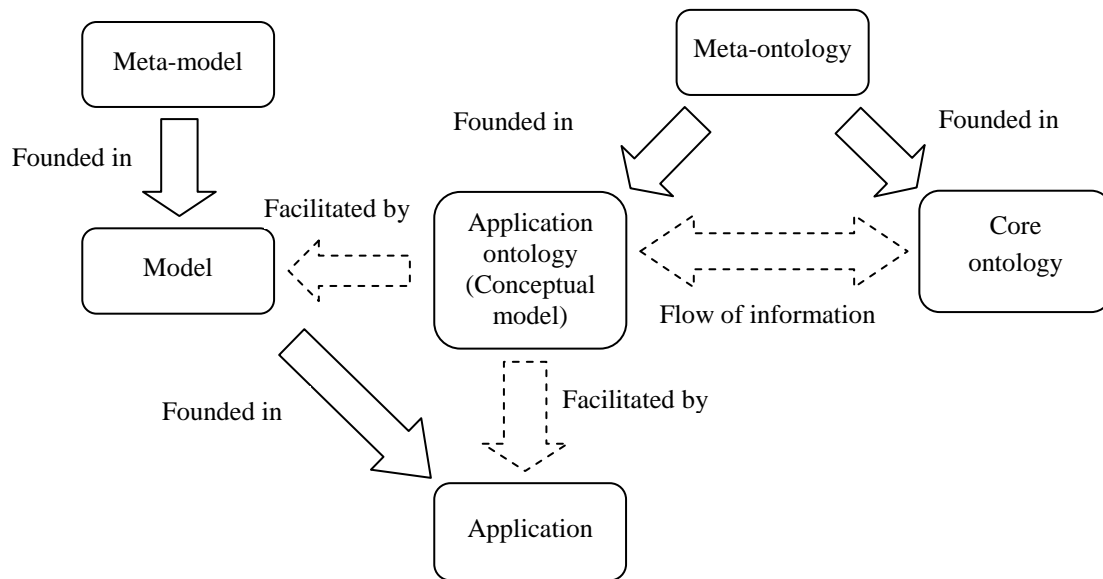 Meta-model
Meta-ontology
Founded in
Founded in
Founded in
Facilitated by
Model
Application
ontology
(Conceptual
model)
Core
ontology
Flow of information
Founded in
Facilitated by
Application